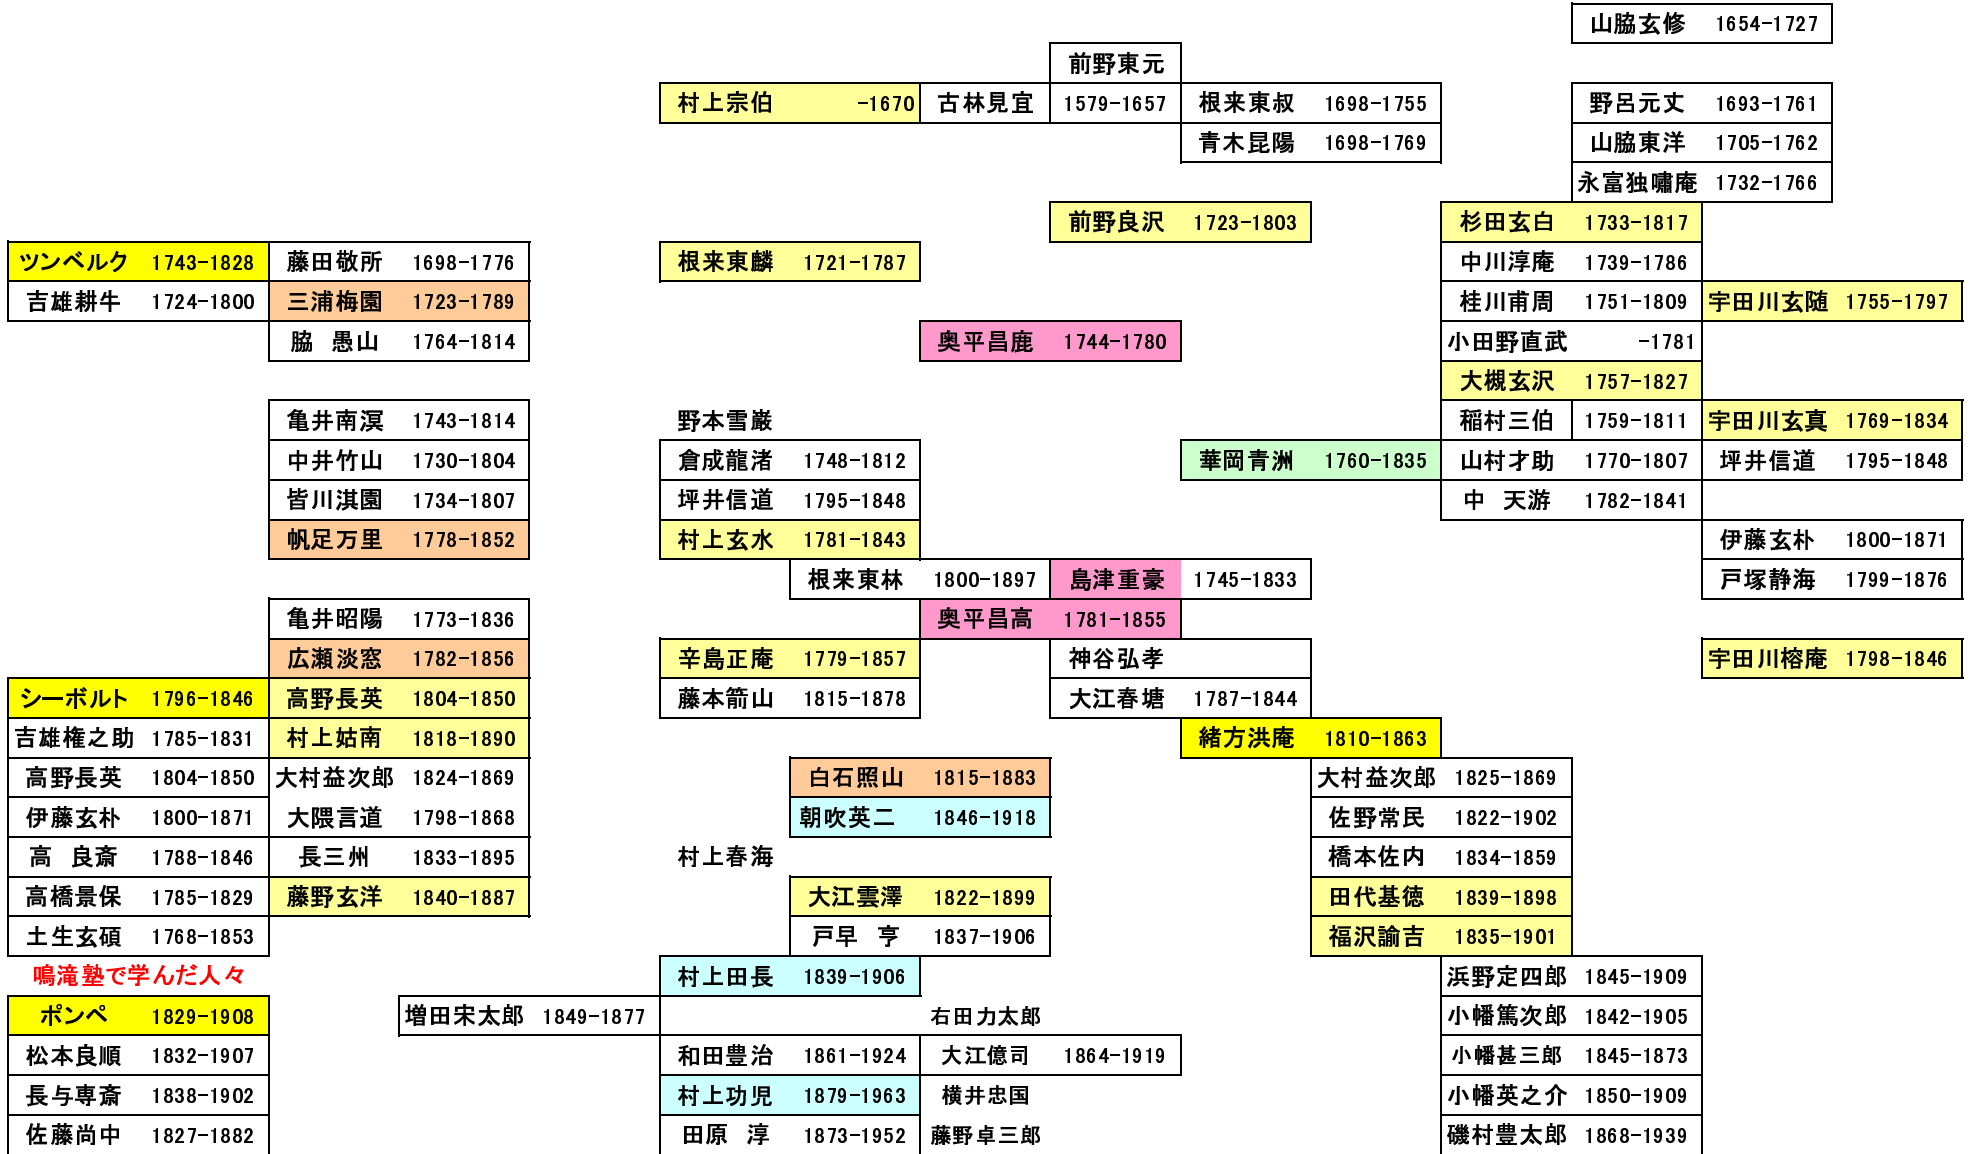 山脇玄修 1654-1727
前野東元
村上宗伯 -1670 古林見宜 1579-1657 根来東叔 1698-1755 野呂元丈 1693-1761
青木昆陽 1698-1769 山脇東洋 1705-1762
永富独嘯庵 1732-1766
前野良沢 1723-1803 杉田玄白 1733-1817
ツンベルク 1743-1828 藤田敬所 1698-1776 根来東麟 1721-1787 中川淳庵 1739-1786
吉雄耕牛 1724-1800 三浦梅園 1723-1789 桂川甫周 1751-1809 宇田川玄随 1755-1797
脇 愚山 1764-1814 奥平昌鹿 1744-1780 小田野直武 -1781
大槻玄沢 1757-1827
亀井南溟 1743-1814 野本雪巌 稲村三伯 1759-1811 宇田川玄真 1769-1834
中井竹山 1730-1804 倉成龍渚 1748-1812 華岡青洲 1760-1835 山村才助 1770-1807 坪井信道 1795-1848
皆川淇園 1734-1807 坪井信道 1795-1848 中 天游 1782-1841
帆足万里 1778-1852 村上玄水 1781-1843 伊藤玄朴 1800-1871
根来東林 1800-1897 島津重豪 1745-1833 戸塚静海 1799-1876
亀井昭陽 1773-1836 奥平昌高 1781-1855
広瀬淡窓 1782-1856 辛島正庵 1779-1857 神谷弘孝 宇田川榕庵 1798-1846
シーボルト 1796-1846 高野長英 1804-1850 藤本箭山 1815-1878 大江春塘 1787-1844
吉雄権之助 1785-1831 村上姑南 1818-1890 緒方洪庵 1810-1863
高野長英 1804-1850 大村益次郎 1824-1869 白石照山 1815-1883 大村益次郎 1825-1869
伊藤玄朴 1800-1871 大隈言道 1798-1868 朝吹英二 1846-1918 佐野常民 1822-1902
高 良斎 1788-1846 長三州 1833-1895 村上春海 橋本佐内 1834-1859
高橋景保 1785-1829 藤野玄洋 1840-1887 大江雲澤 1822-1899 田代基徳 1839-1898
土生玄碩 1768-1853 戸早 亨 1837-1906 福沢諭吉 1835-1901
鳴滝塾で学んだ人々 村上田長 1839-1906 浜野定四郎 1845-1909
ポンペ 1829-1908 増田宋太郎 1849-1877 右田力太郎 小幡篤次郎 1842-1905
松本良順 1832-1907 和田豊治 1861-1924 大江億司 1864-1919 小幡甚三郎 1845-1873
長与専斎 1838-1902 村上功児 1879-1963 横井忠国 小幡英之介 1850-1909
佐藤尚中 1827-1882 田原 淳 1873-1952 藤野卓三郎 磯村豊太郎 1868-1939